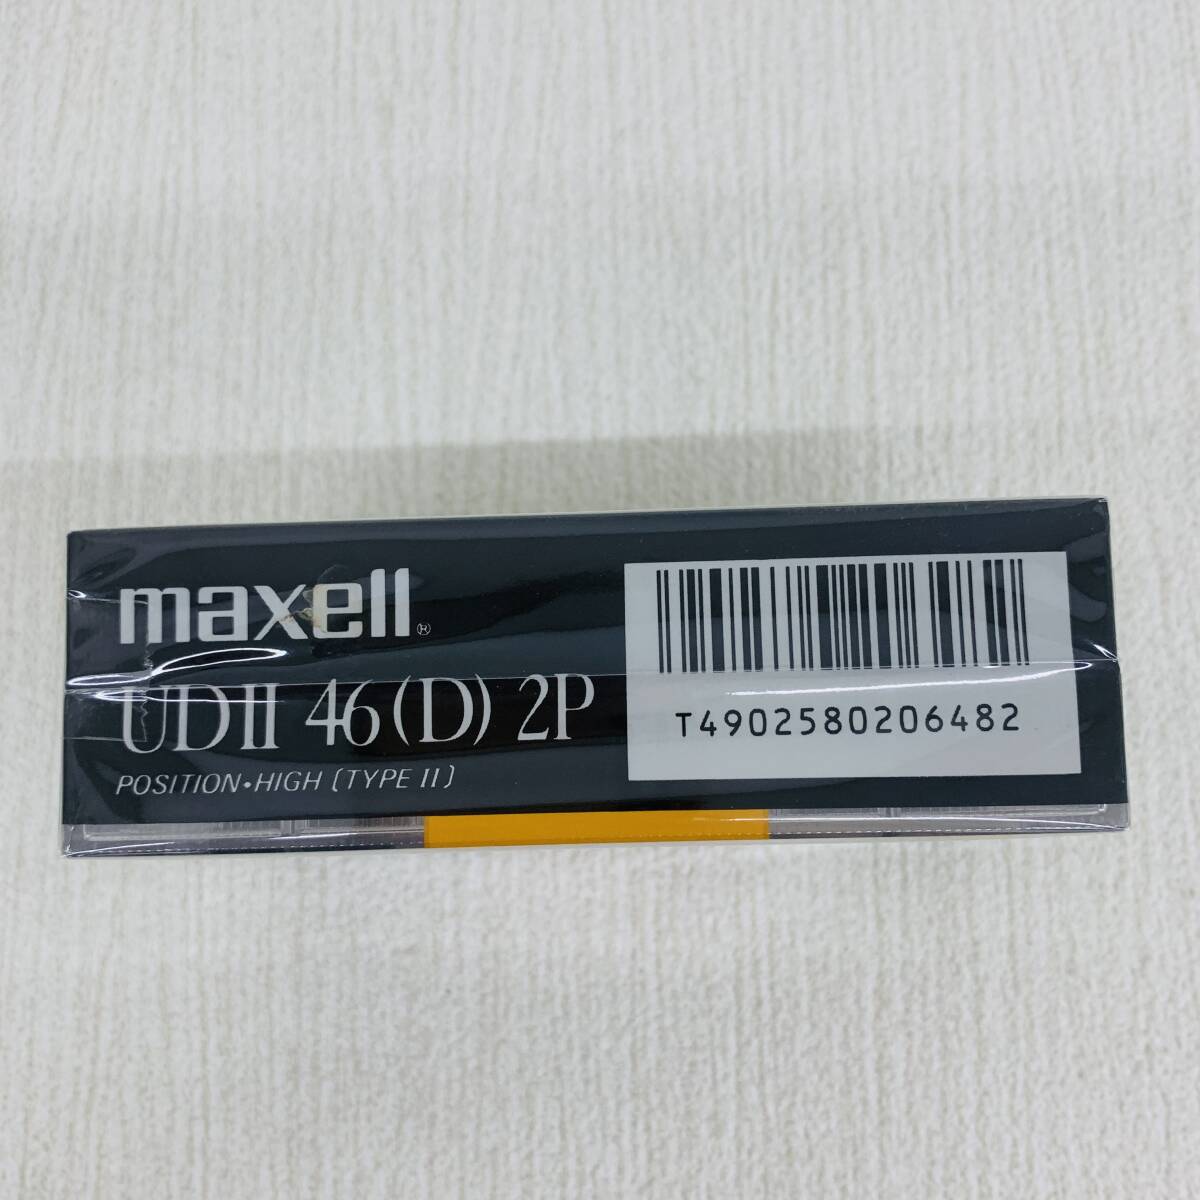 maxell®
UDII 46(D) 2P
POSITION•HIGH [TYPE II]
T4902580206482